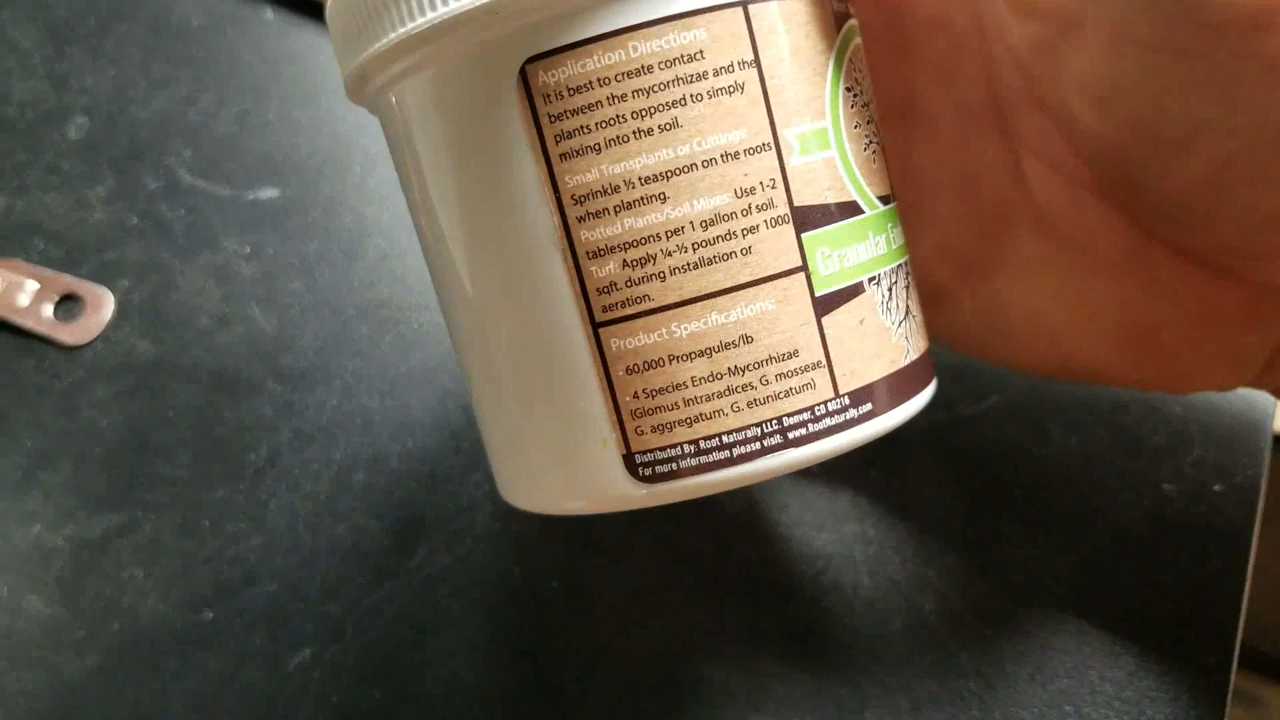 Application Directions
It is best to create contact
between the mycorrhizae and the
plants roots opposed to simply
mixing into the soil.
Small Transplants or Cuttings:
Sprinkle ½ teaspoon on the roots
when planting.
Potted Plants/Soil Mixes: Use 1-2
tablespoons per 1 gallon of soil.
Turf: Apply ¼-½ pounds per 1000
sqft. during installation or
aeration.
Product Specifications:
· 60,000 Propagules/lb
· 4 Species Endo-Mycorrhizae
(Glomus Intraradices, G. mosseae,
G. aggregatum, G. etunicatum)
Distributed By: Root Naturally LLC. Denver, CO 80216
For more information please visit: www.RootNaturally.com
Granular